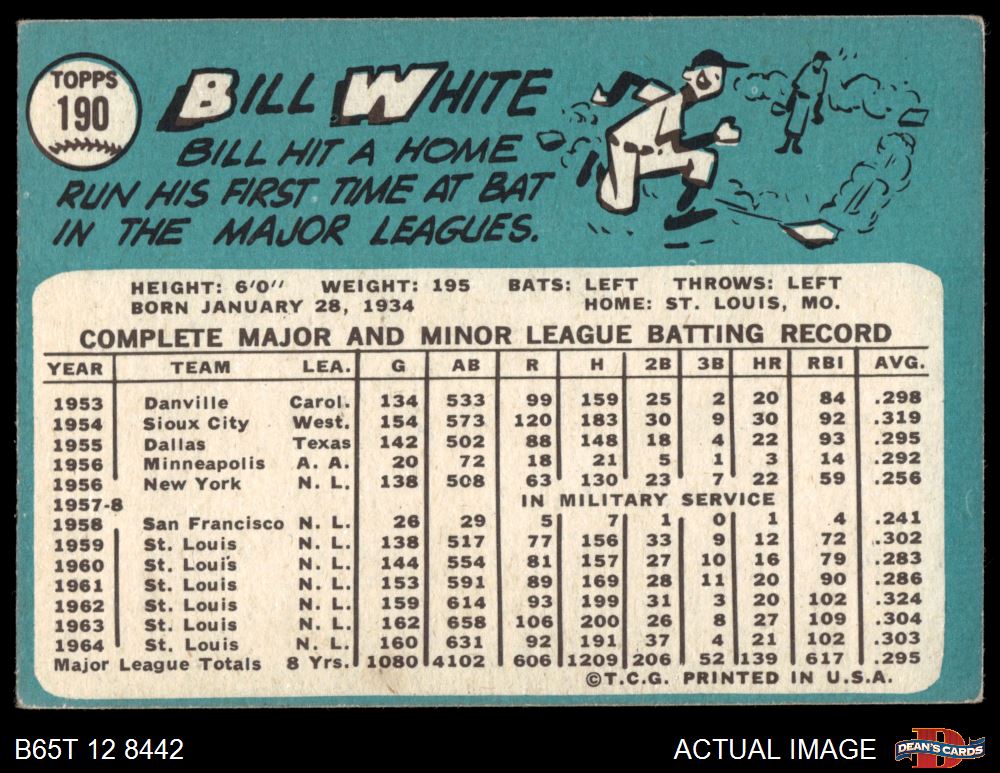 TOPPS
190
BILL WHITE
BILL HIT A HOME
RUN HIS FIRST TIME AT BAT
IN THE MAJOR LEAGUES.
HEIGHT: 6'0" WEIGHT: 195 BATS: LEFT THROWS: LEFT
BORN JANUARY 28, 1934 HOME: ST. LOUIS, MO.
COMPLETE MAJOR AND MINOR LEAGUE BATTING RECORD
YEAR TEAM LEA. G AB R H 2B 3B HR RBI AVG.
1953 Danville Carol. 134 533 99 159 25 2 20 84 .298
1954 Sioux City West. 154 573 120 183 30 9 30 92 .319
1955 Dallas Texas 142 502 88 148 18 4 22 93 .295
1956 Minneapolis A. A. 20 72 18 21 5 1 3 14 .292
1956 New York N. L. 138 508 63 130 23 7 22 59 .256
1957-8 IN MILITARY SERVICE
1958 San Francisco N. L. 26 29 5 7 1 0 1 4 .241
1959 St. Louis N. L. 138 517 77 156 33 9 12 72 .302
1960 St. Louis N. L. 144 554 81 157 27 10 16 79 .283
1961 St. Louis N. L. 153 591 89 169 28 11 20 90 .286
1962 St. Louis N. L. 159 614 93 199 31 3 20 102 .324
1963 St. Louis N. L. 162 658 106 200 26 8 27 109 .304
1964 St. Louis N. L. 160 631 92 191 37 4 21 102 .303
Major League Totals 8 Yrs. 1080 4102 606 1209 206 52 139 617 .295
©T.C.G. PRINTED IN U.S.A.
B65T 12 8442 ACTUAL IMAGE
DEAN'S CARDS